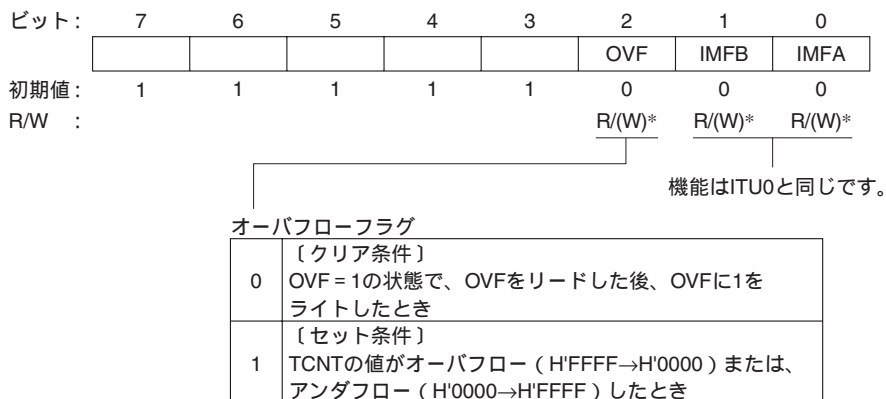 ビット： 7 6 5 4 3 2 1 0
OVF IMFB IMFA
初期値： 1 1 1 1 1 0 0 0
R/W ： R/(W)* R/(W)* R/(W)*
機能はITU0と同じです。
オーバフローフラグ
〔クリア条件〕
0 OVF = 1の状態で、OVFをリードした後、OVFに1を
ライトしたとき
〔セット条件〕
1 TCNTの値がオーバフロー（H'FFFF→H'0000）または、
アンダフロー（H'0000→H'FFFF）したとき